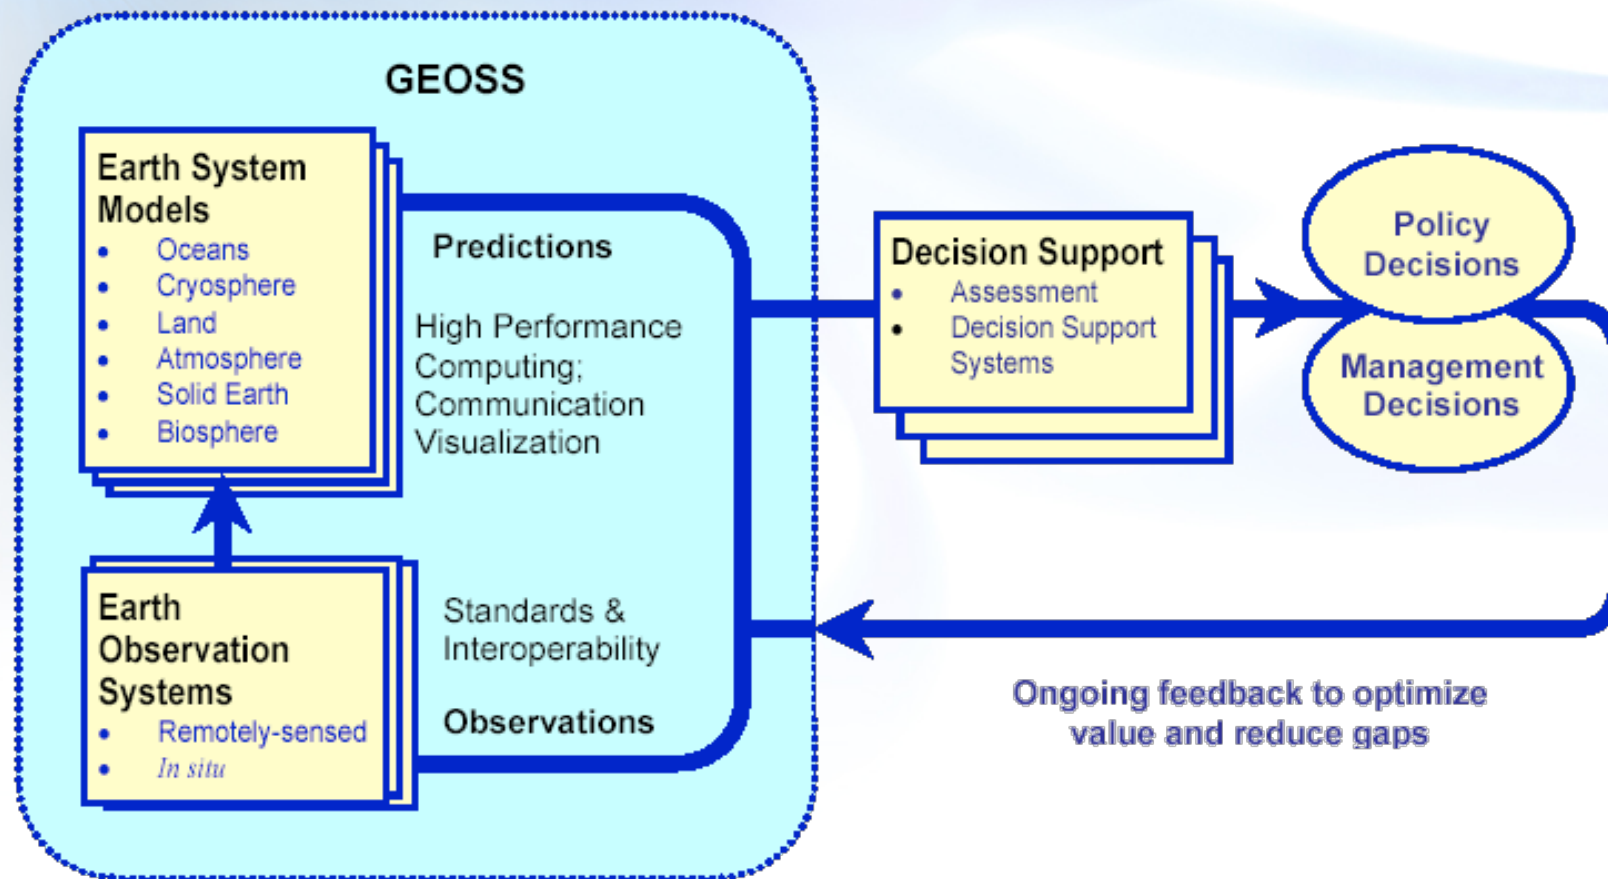 GEOSS
Earth System
Models
• Oceans
• Cryosphere
• Land
• Atmosphere
• Solid Earth
• Biosphere
Predictions
High Performance
Computing;
Communication
Visualization
Earth
Observation
Systems
• Remotely-sensed
• In situ
Standards &
Interoperability
Observations
Decision Support
• Assessment
• Decision Support
Systems
Policy
Decisions
Management
Decisions
Ongoing feedback to optimize
value and reduce gaps